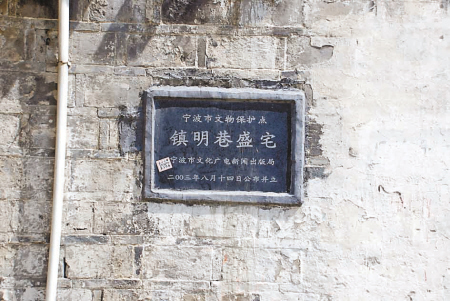 宁波市文物保护点
镇明巷盛宅
宁波市文化广电新闻出版局
二00三年八月十四日公布并立